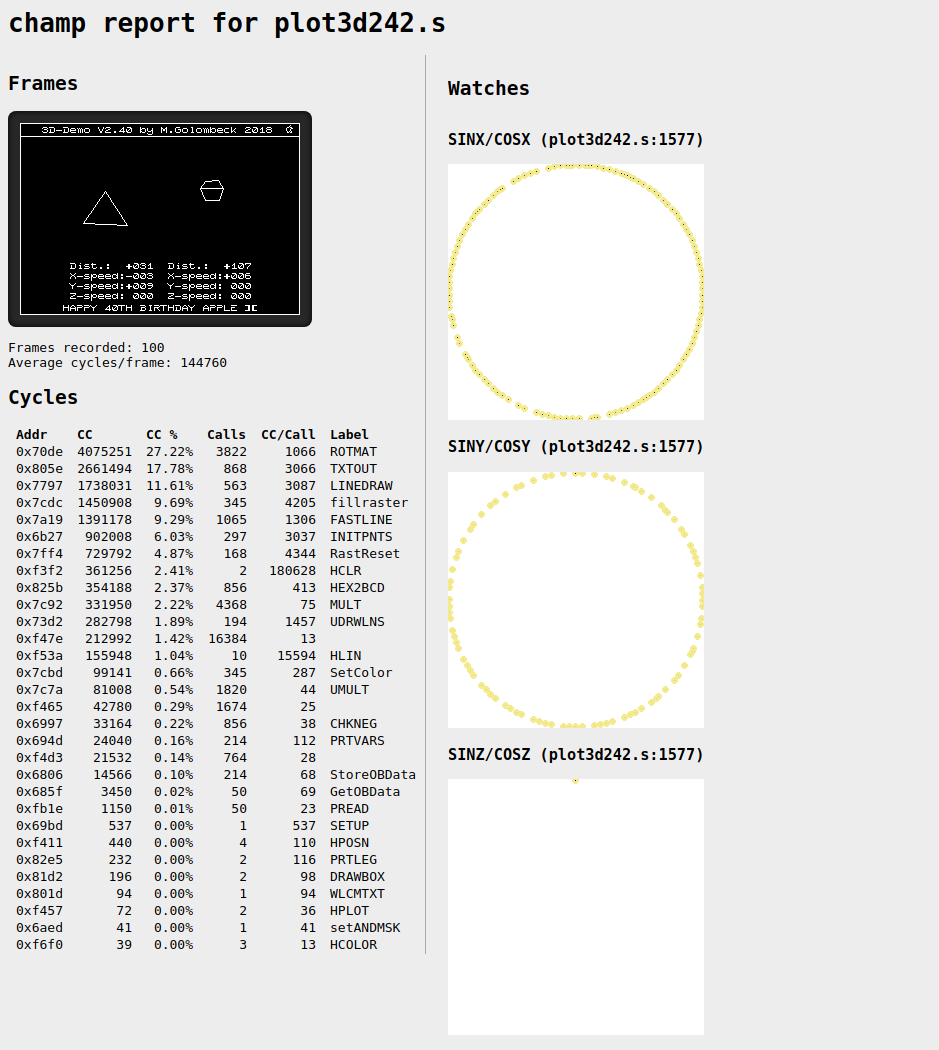 champ report for plot3d242.s
Frames
3D-Demo V2.40 by M.Golombeck 2018
Dist.: +031 Dist.: +107
X-speed:-003 X-speed:+006
Y-speed:+009 Y-speed: 000
Z-speed: 000 Z-speed: 000
HAPPY 40TH BIRTHDAY APPLE ][
Frames recorded: 100
Average cycles/frame: 144760
Cycles
Addr CC CC % Calls CC/Call Label
0x70de 4075251 27.22% 3822 1066 ROTMAT
0x805e 2661494 17.78% 868 3066 TXTOUT
0x7797 1738031 11.61% 563 3087 LINEDRAW
0x7cdc 1450908 9.69% 345 4205 fillraster
0x7a19 1391178 9.29% 1065 1306 FASTLINE
0x6b27 902008 6.03% 297 3037 INITPNTS
0x7ff4 729792 4.87% 168 4344 RastReset
0xf3f2 361256 2.41% 2 180628 HCLR
0x825b 354188 2.37% 856 413 HEX2BCD
0x7c92 331950 2.22% 4368 75 MULT
0x73d2 282798 1.89% 194 1457 UDRWLNS
0xf47e 212992 1.42% 16384 13
0xf53a 155948 1.04% 10 15594 HLIN
0x7cbd 99141 0.66% 345 287 SetColor
0x7c7a 81008 0.54% 1820 44 UMULT
0xf465 42780 0.29% 1674 25
0x6997 33164 0.22% 856 38 CHKNEG
0x694d 24040 0.16% 214 112 PRTVARS
0xf4d3 21532 0.14% 764 28
0x6806 14566 0.10% 214 68 StoreOBData
0x685f 3450 0.02% 50 69 GetOBData
0xfb1e 1150 0.01% 50 23 PREAD
0x69bd 537 0.00% 1 537 SETUP
0xf411 440 0.00% 4 110 HPOSN
0x82e5 232 0.00% 2 116 PRTLEG
0x81d2 196 0.00% 2 98 DRAWBOX
0x801d 94 0.00% 1 94 WLCMTXT
0xf457 72 0.00% 2 36 HPLOT
0x6aed 41 0.00% 1 41 setANDMSK
0xf6f0 39 0.00% 3 13 HCOLOR
Watches
SINX/COSX (plot3d242.s:1577)
SINY/COSY (plot3d242.s:1577)
SINZ/COSZ (plot3d242.s:1577)